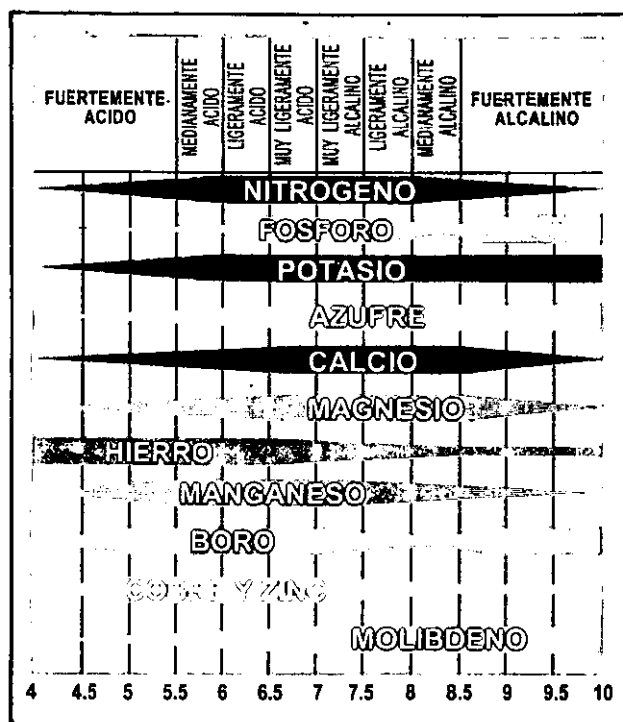 FUERTEMENTE
ACIDO
MEDIANAMENTE
ACIDO
LIGERAMENTE
ACIDO
MUY LIGERAMENTE
ACIDO
MUY LIGERAMENTE
ALCALINO
LIGERAMENTE
ALCALINO
MEDIANAMENTE
ALCALINO
FUERTEMENTE
ALCALINO
NITROGENO
FOSFORO
POTASIO
AZUFRE
CALCIO
MAGNESIO
HIERRO
MANGANESO
BORO
COBRE Y ZINC
MOLIBDENO
4 4.5 5 5.5 6 6.5 7 7.5 8 8.5 9 9.5 10